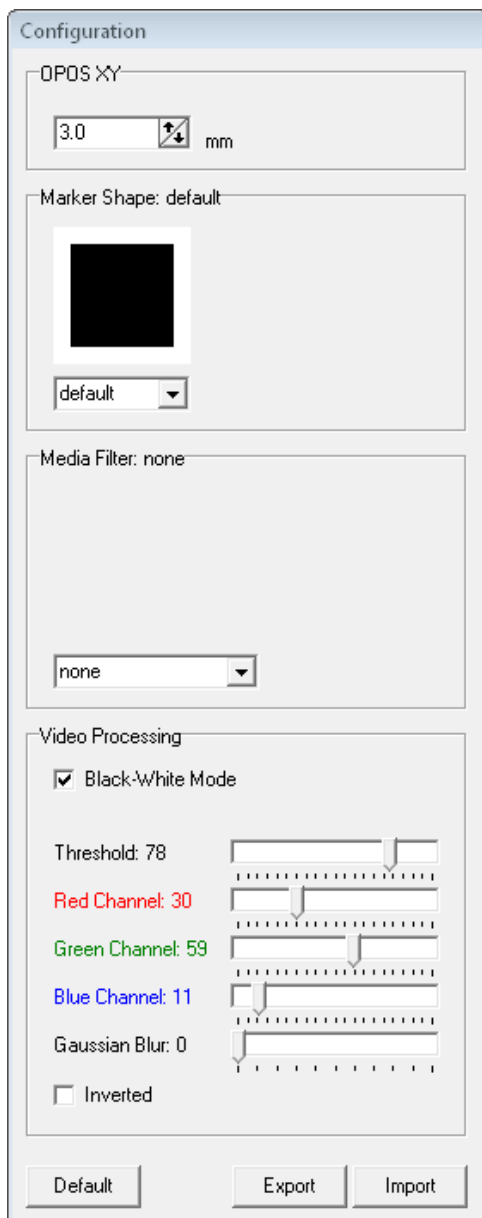 Configuration
OPOS XY
3.0 mm
Marker Shape: default
default
Media Filter: none
none
Video Processing
Black-White Mode
Threshold: 78
Red Channel: 30
Green Channel: 59
Blue Channel: 11
Gaussian Blur: 0
Inverted
Default Export Import